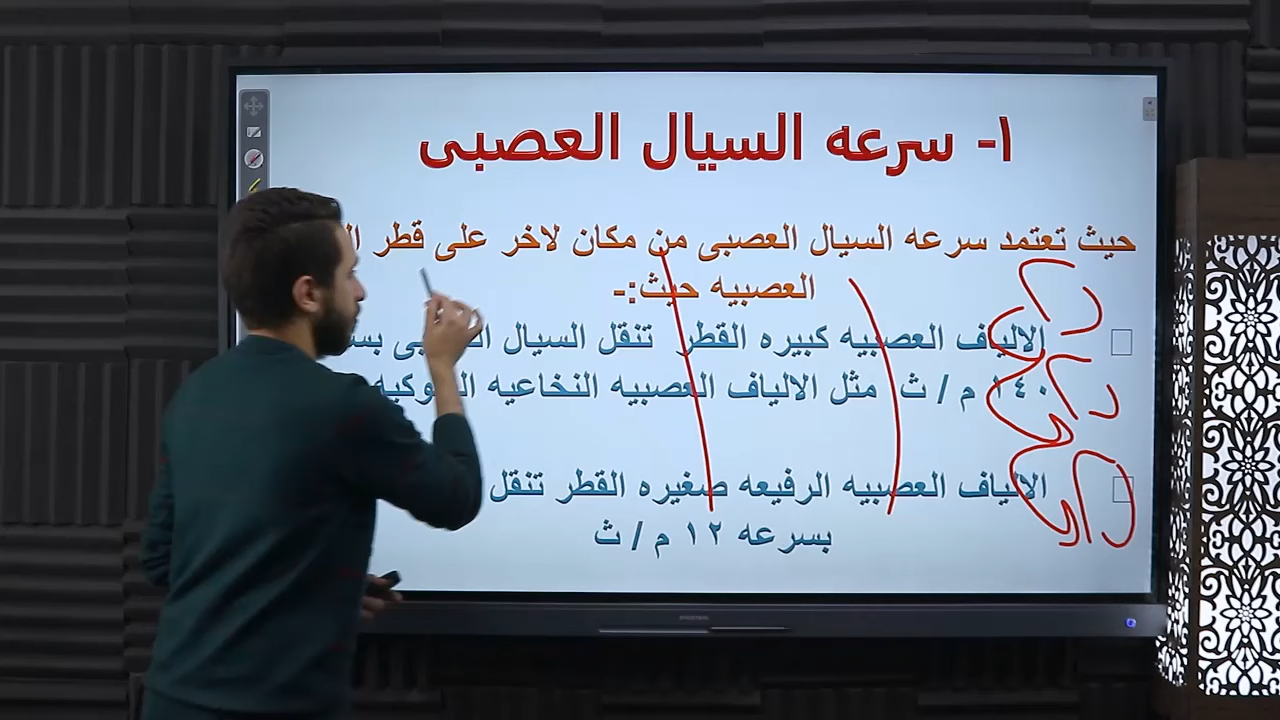 ١- سرعه السيال العصبى
حيث تعتمد سرعه السيال العصبى من مكان لاخر على قطر
العصبيه حيث:-
الالياف العصبيه كبيره القطر تنقل السيال
١٤٠ م / ث مثل الالياف العصبيه النخاعيه
الالياف العصبيه الرفيعه صغيره القطر تنقل
بسرعه ١٢ م / ث